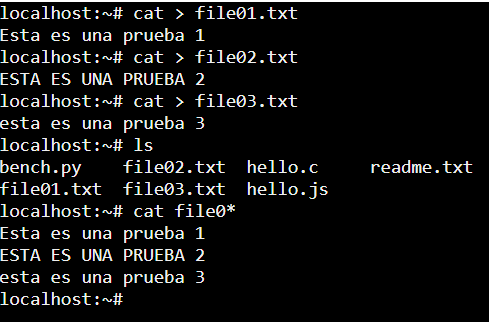 localhost:~# cat > file01.txt
Esta es una prueba 1
localhost:~# cat > file02.txt
ESTA ES UNA PRUEBA 2
localhost:~# cat > file03.txt
esta es una prueba 3
localhost:~# ls
bench.py    file02.txt  hello.c     readme.txt
file01.txt  file03.txt  hello.js
localhost:~# cat file0*
Esta es una prueba 1
ESTA ES UNA PRUEBA 2
esta es una prueba 3
localhost:~#